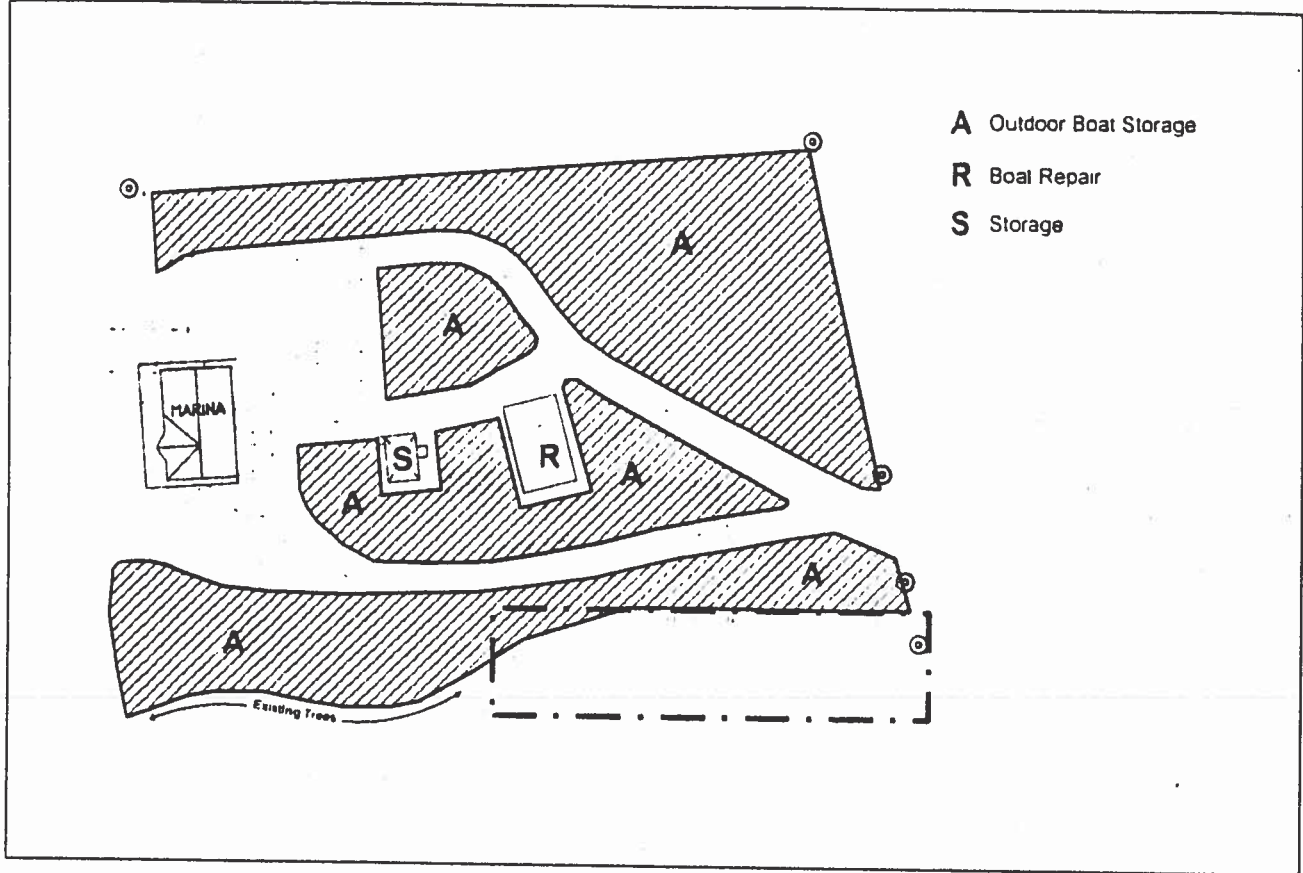 A Outdoor Boat Storage
R Boat Repair
S Storage
A
A
MARINA
S
R
A
A
A
A
Existing Trees